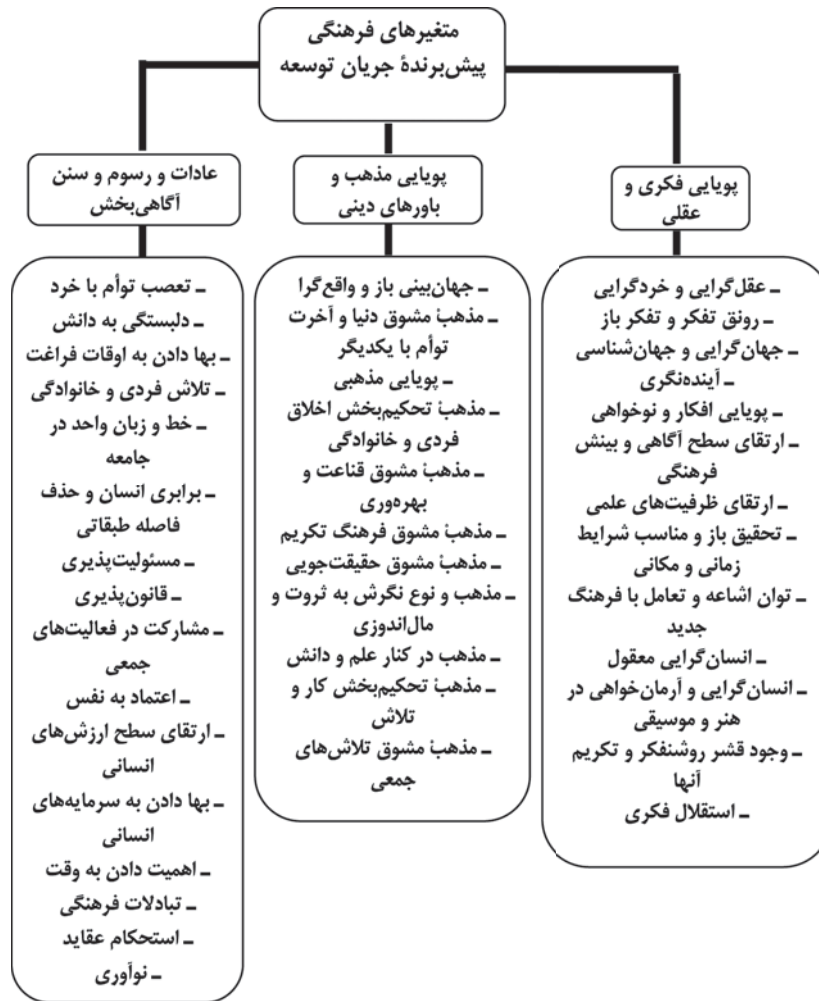 متغیرهای فرهنگی
پیش‌برندهٔ جریان توسعه
پویایی فکری و
عقلی
ـ عقل‌گرایی و خردگرایی
ـ رونق تفکر و تفکر باز
ـ جهان‌گرایی و جهان‌شناسی
ـ آینده‌نگری
ـ پویایی افکار و نوخواهی
ـ ارتقای سطح آگاهی و بینش
فرهنگی
ـ ارتقای ظرفیت‌های علمی
ـ تحقیق باز و مناسب شرایط
زمانی و مکانی
ـ توان اشاعه و تعامل با فرهنگ
جدید
ـ انسان‌گرایی معقول
ـ انسان‌گرایی و آرمان‌خواهی در
هنر و موسیقی
ـ وجود قشر روشنفکر و تکریم
آنها
ـ استقلال فکری
پویایی مذهب و
باورهای دینی
ـ جهان‌بینی باز و واقع‌گرا
ـ مذهبْ مشوق دنیا و آخرت
توأم با یکدیگر
ـ پویایی مذهبی
ـ مذهبْ تحکیم‌بخش اخلاق
فردی و خانوادگی
ـ مذهبْ مشوق قناعت و
بهره‌وری
ـ مذهبْ مشوق فرهنگ تکریم
ـ مذهبْ مشوق حقیقت‌جویی
ـ مذهب و نوع نگرش به ثروت و
مال‌اندوزی
ـ مذهب در کنار علم و دانش
ـ مذهبْ تحکیم‌بخش کار و
تلاش
ـ مذهبْ مشوق تلاش‌های
جمعی
عادات و رسوم و سنن
آگاهی‌بخش
ـ تعصب توأم با خرد
ـ دلبستگی به دانش
ـ بها دادن به اوقات فراغت
ـ تلاش فردی و خانوادگی
ـ خط و زبان واحد در
جامعه
ـ برابری انسان و حذف
فاصله طبقاتی
ـ مسئولیت‌پذیری
ـ قانون‌پذیری
ـ مشارکت در فعالیت‌های
جمعی
ـ اعتماد به نفس
ـ ارتقای سطح ارزش‌های
انسانی
ـ بها دادن به سرمایه‌های
انسانی
ـ اهمیت دادن به وقت
ـ تبادلات فرهنگی
ـ استحکام عقاید
ـ نوآوری